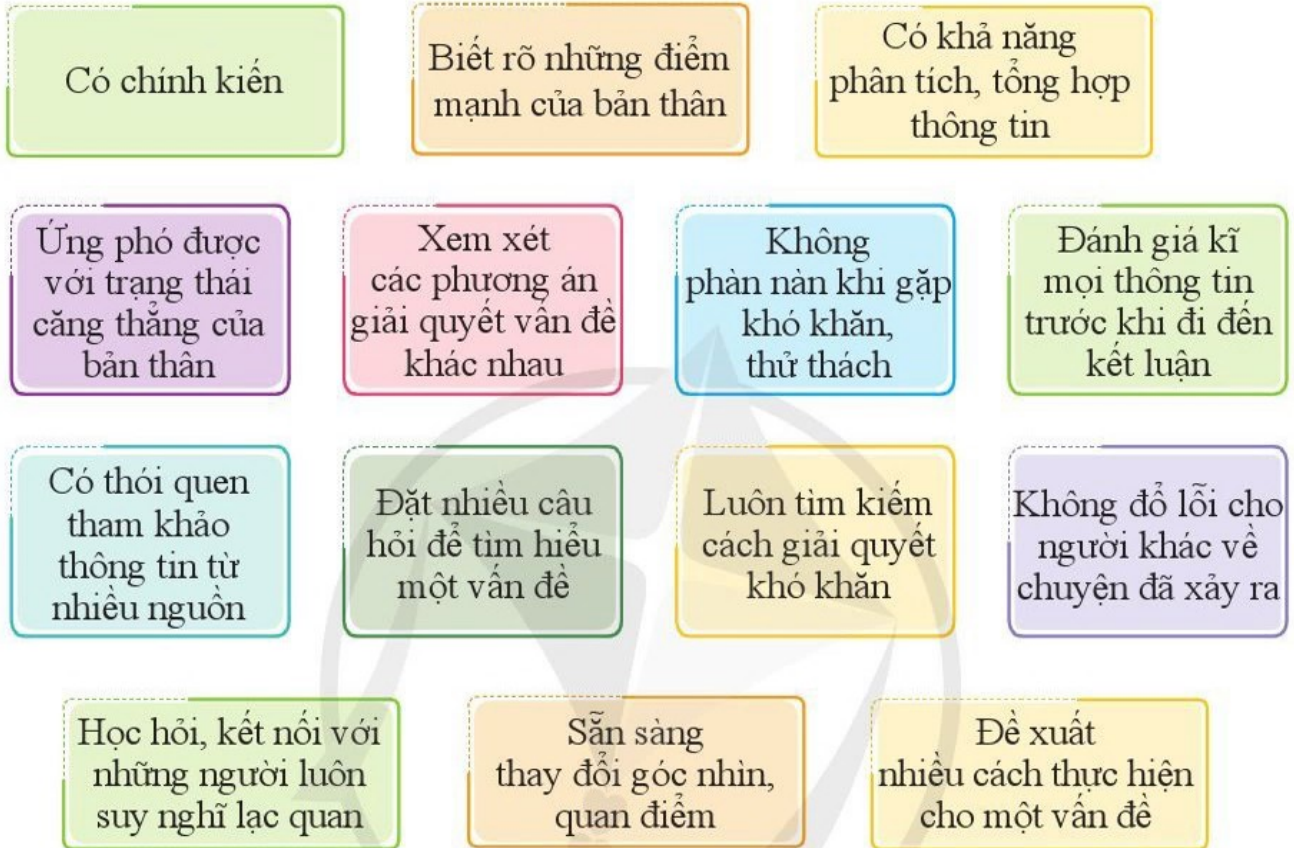 Có chính kiến
Biết rõ những điểm
mạnh của bản thân
Có khả năng
phân tích, tổng hợp
thông tin
Ứng phó được
với trạng thái
căng thẳng của
bản thân
Xem xét
các phương án
giải quyết vấn đề
khác nhau
Không
phàn nàn khi gặp
khó khăn,
thử thách
Đánh giá kĩ
mọi thông tin
trước khi đi đến
kết luận
Có thói quen
tham khảo
thông tin từ
nhiều nguồn
Đặt nhiều câu
hỏi để tìm hiểu
một vấn đề
Luôn tìm kiếm
cách giải quyết
khó khăn
Không đổ lỗi cho
người khác về
chuyện đã xảy ra
Học hỏi, kết nối với
những người luôn
suy nghĩ lạc quan
Sẵn sàng
thay đổi góc nhìn,
quan điểm
Đề xuất
nhiều cách thực hiện
cho một vấn đề